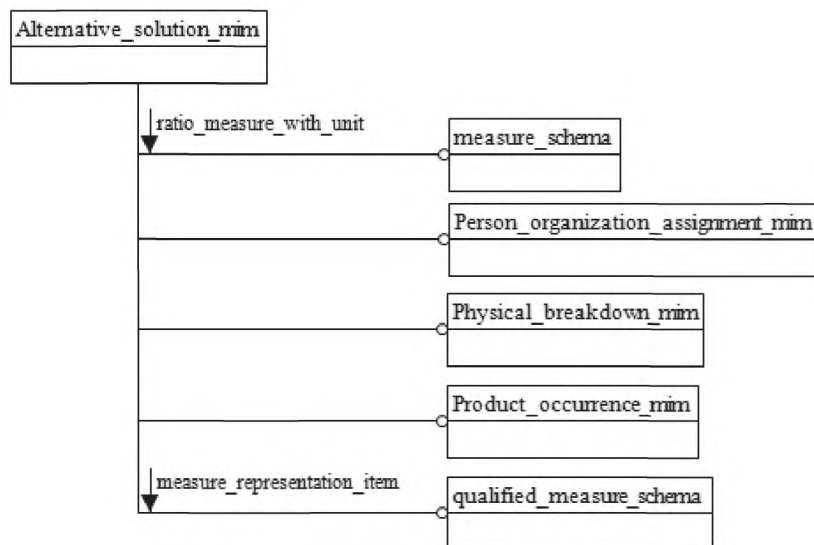 Alternative_solution_mim
ratio_measure_with_unit
measure_schema
Person_organization_assignment_mim
Physical_breakdown_mim
Product_occurrence_mim
measure_representation_item
qualified_measure_schema